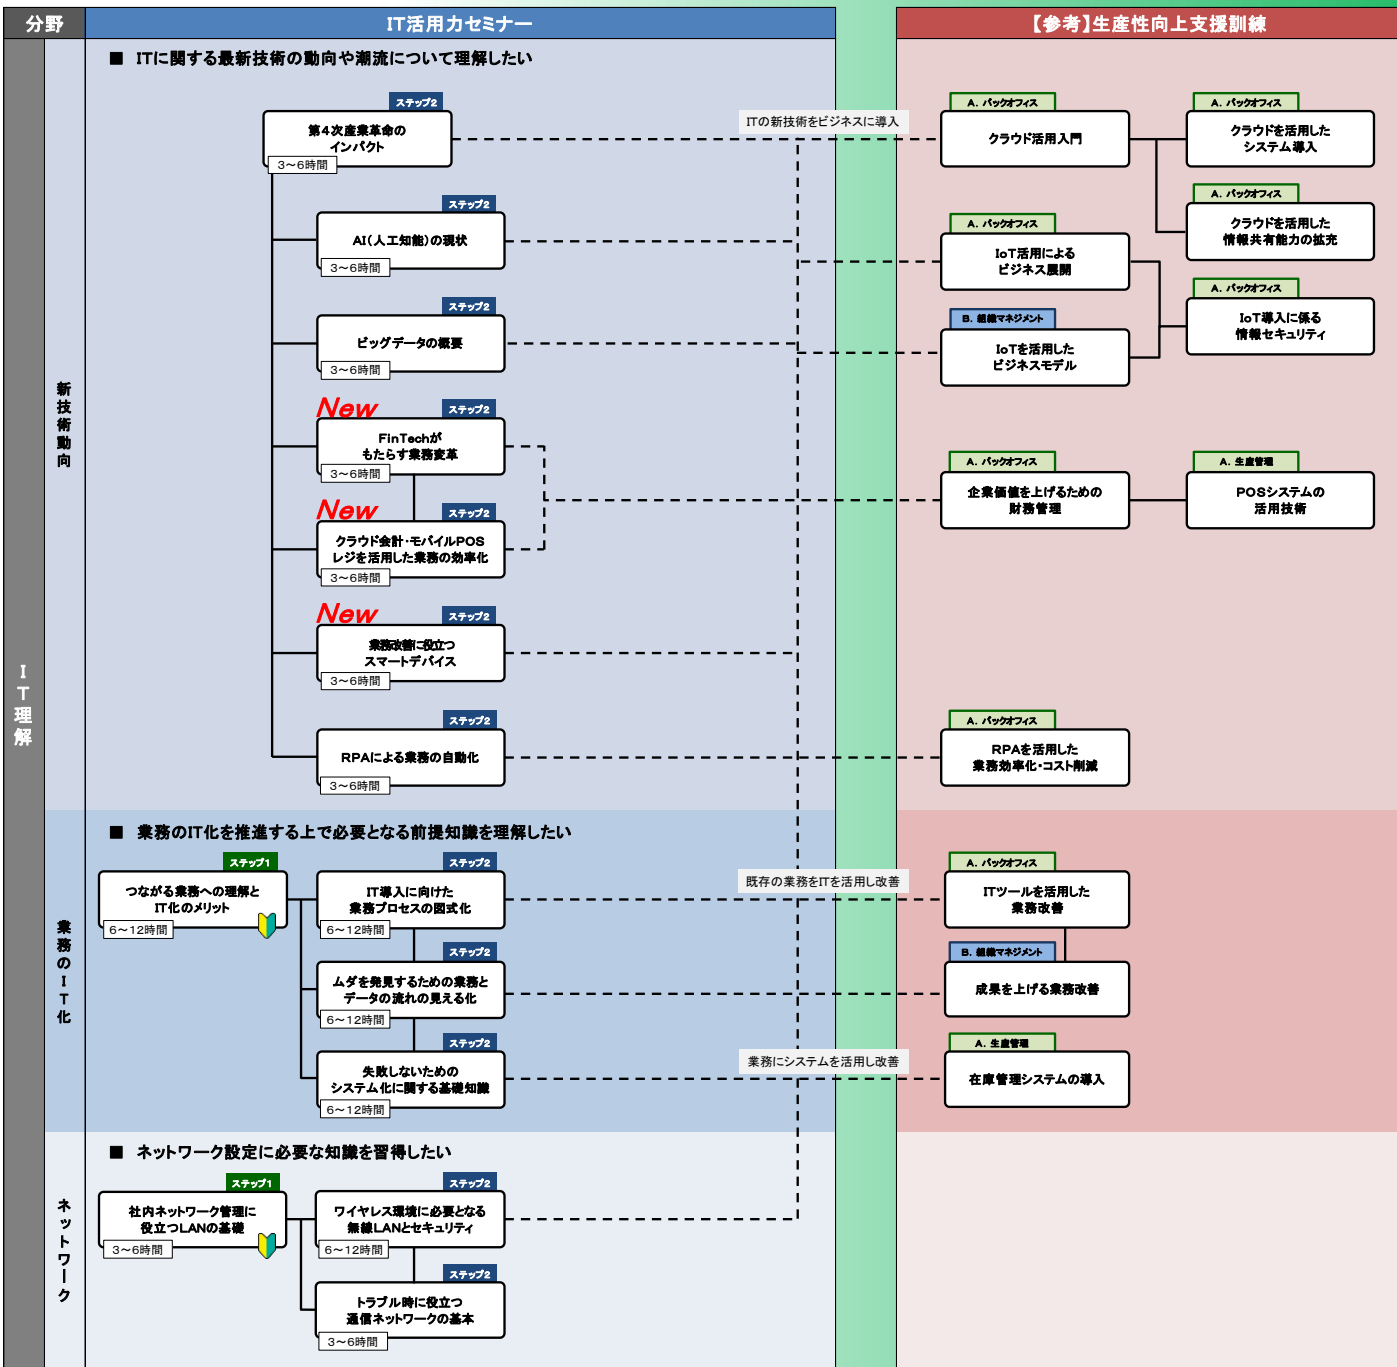 分野
IT活用力セミナー
【参考】生産性向上支援訓練
IT理解
新技術動向
■ ITに関する最新技術の動向や潮流について理解したい
ステップ2
第4次産業革命の
インパクト
3～6時間
ステップ2
AI(人工知能)の現状
3～6時間
ステップ2
ビッグデータの概要
3～6時間
New
ステップ2
FinTechが
もたらす業務変革
3～6時間
New
ステップ2
クラウド会計・モバイルPOS
レジを活用した業務の効率化
3～6時間
New
ステップ2
業務改善に役立つ
スマートデバイス
3～6時間
ステップ2
RPAによる業務の自動化
3～6時間
ITの新技術をビジネスに導入
A. バックオフィス
クラウド活用入門
A. バックオフィス
クラウドを活用した
システム導入
A. バックオフィス
クラウドを活用した
情報共有能力の拡充
A. バックオフィス
IoT活用による
ビジネス展開
B. 組織マネジメント
IoTを活用した
ビジネスモデル
A. バックオフィス
IoT導入に係る
情報セキュリティ
A. バックオフィス
企業価値を上げるための
財務管理
A. 生産管理
POSシステムの
活用技術
A. バックオフィス
RPAを活用した
業務効率化・コスト削減
業務のIT化
■ 業務のIT化を推進する上で必要となる前提知識を理解したい
ステップ1
つながる業務への理解と
IT化のメリット
6～12時間
ステップ2
IT導入に向けた
業務プロセスの図式化
6～12時間
ステップ2
ムダを発見するための業務と
データの流れの見える化
6～12時間
ステップ2
失敗しないための
システム化に関する基礎知識
6～12時間
既存の業務をITを活用し改善
A. バックオフィス
ITツールを活用した
業務改善
B. 組織マネジメント
成果を上げる業務改善
業務にシステムを活用し改善
A. 生産管理
在庫管理システムの導入
ネットワーク
■ ネットワーク設定に必要な知識を習得したい
ステップ1
社内ネットワーク管理に
役立つLANの基礎
3～6時間
ステップ2
ワイヤレス環境に必要となる
無線LANとセキュリティ
6～12時間
ステップ2
トラブル時に役立つ
通信ネットワークの基本
3～6時間